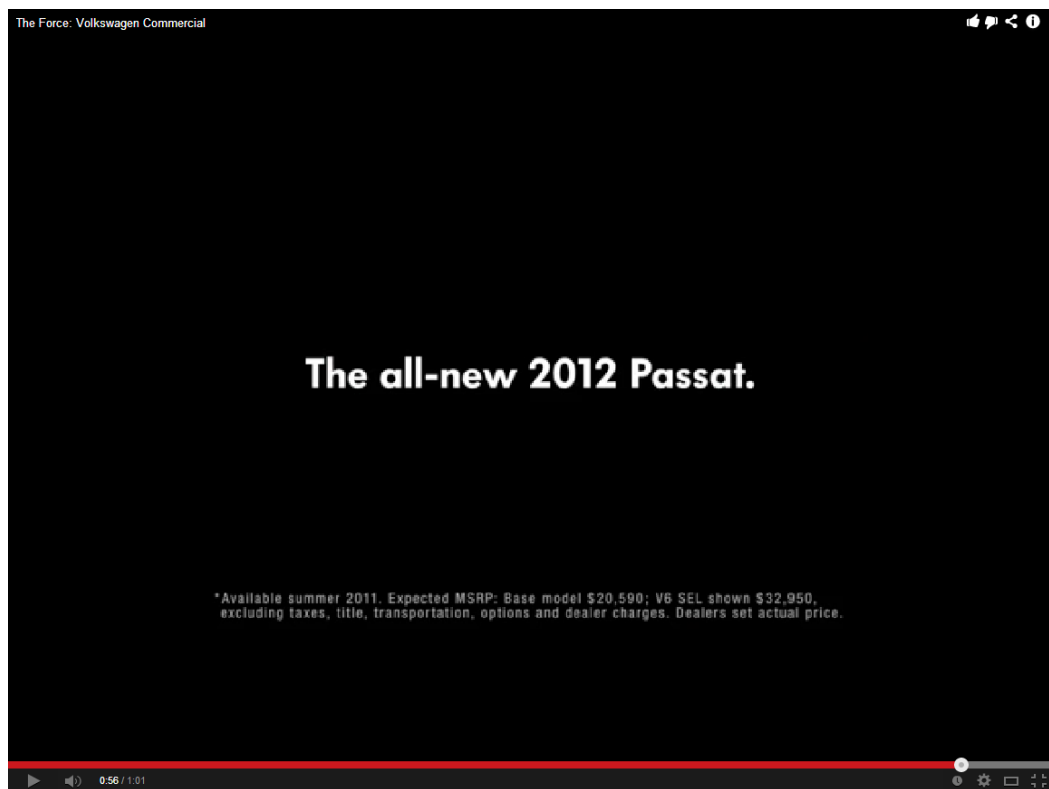 The Force: Volkswagen Commercial
The all-new 2012 Passat.
*Available summer 2011. Expected MSRP: Base model $20,590; V6 SEL shown $32,950,
excluding taxes, title, transportation, options and dealer charges. Dealers set actual price.
0:56 / 1:01